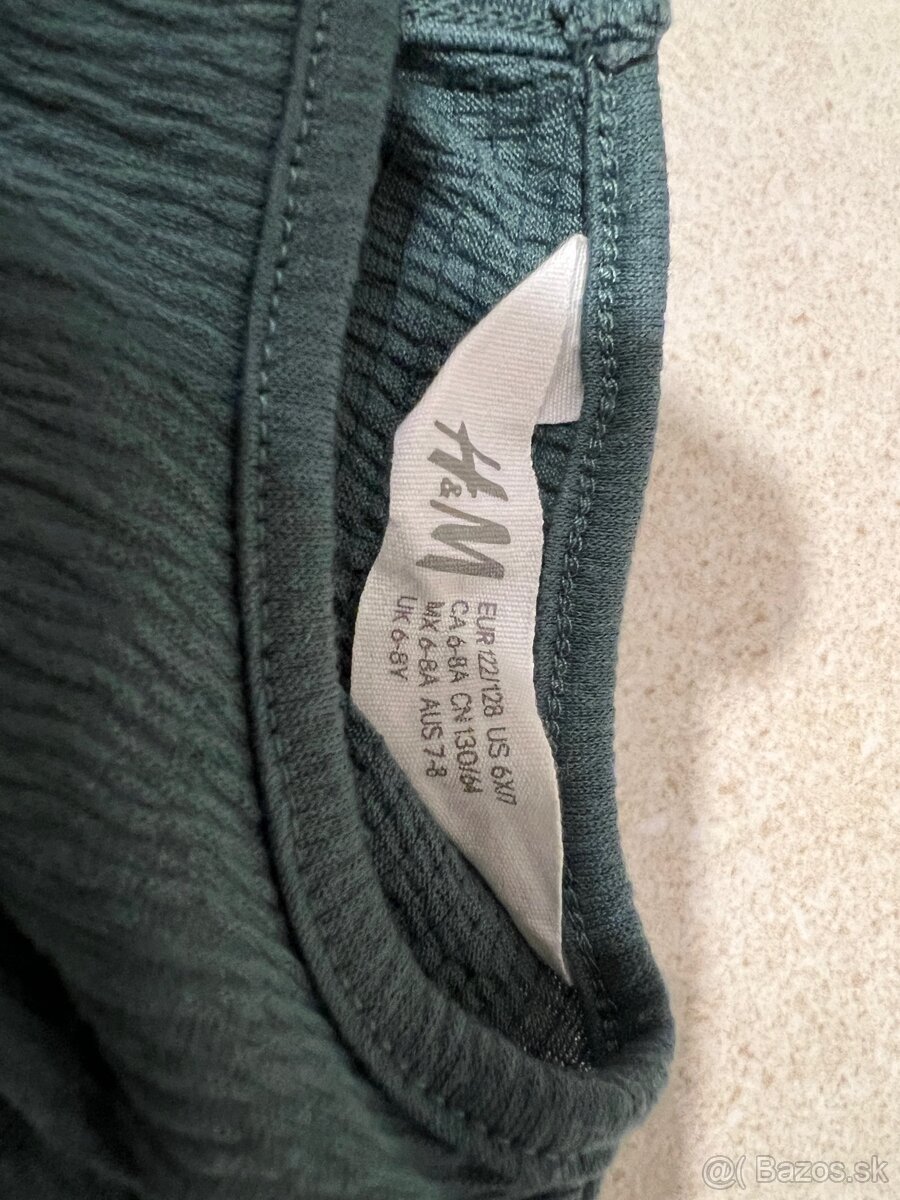 H&M
EUR 122/128 US 6X/7
CA 6-8A CN 130/64
MX 6-8A AUS 7-8
UK 6-8Y
@( Bazos.sk